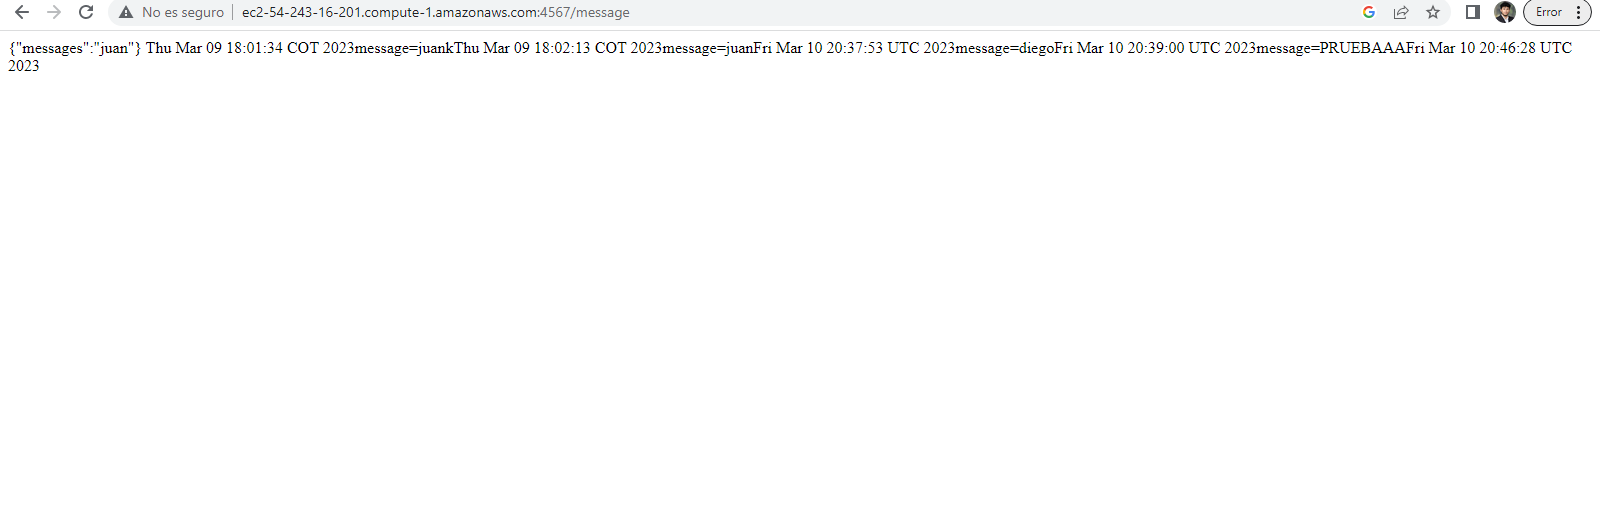 No es seguro ec2-54-243-16-201.compute-1.amazonaws.com:4567/message Error
{"messages":"juan"} Thu Mar 09 18:01:34 COT 2023message=juankThu Mar 09 18:02:13 COT 2023message=juanFri Mar 10 20:37:53 UTC 2023message=diegoFri Mar 10 20:39:00 UTC 2023message=PRUEBAAAFri Mar 10 20:46:28 UTC
2023